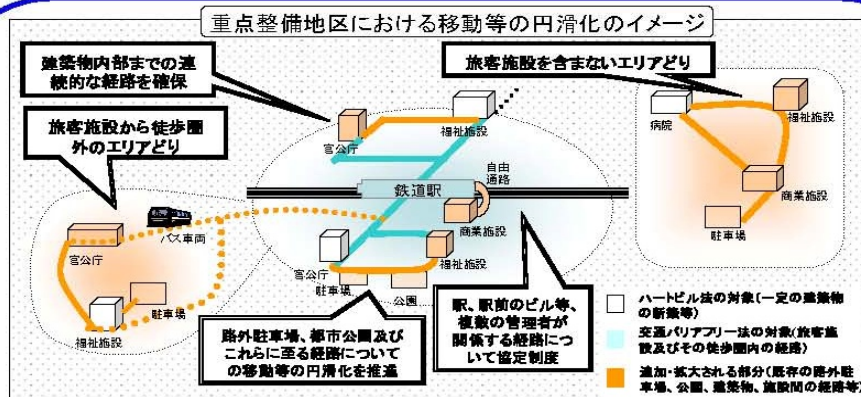 重点整備地区における移動等の円滑化のイメージ
建築物内部までの連
続的な経路を確保
旅客施設を含まないエリアどり
旅客施設から徒歩圏
外のエリアどり
官公庁
福祉施設
病院
福祉施設
自由
通路
鉄道駅
商業施設
商業施設
駐車場
バス車両
官公庁
駐車場
福祉施設
官公庁
駐車場
公園
福祉施設
路外駐車場、都市公園及び
これらに至る経路について
の移動等の円滑化を推進
駅、駅前のビル等、
複数の管理者が
関係する経路につ
いて協定制度
ハートビル法の対象(一定の建築物
の新築等)
交通バリアフリー法の対象(旅客施
設及びその徒歩圏内の経路)
追加・拡大される部分(既存の路外駐
車場、公園、建築物、施設間の経路等)